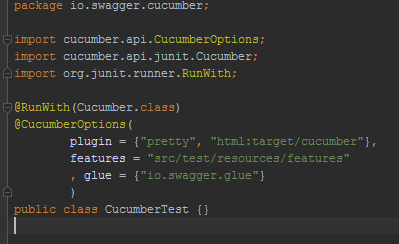 package io.swagger.cucumber;
import cucumber.api.CucumberOptions;
import cucumber.api.junit.Cucumber;
import org.junit.runner.RunWith;
@RunWith(Cucumber.class)
@CucumberOptions(
plugin = {"pretty", "html:target/cucumber"},
features = "src/test/resources/features"
, glue = {"io.swagger.glue"}
)
public class CucumberTest {}